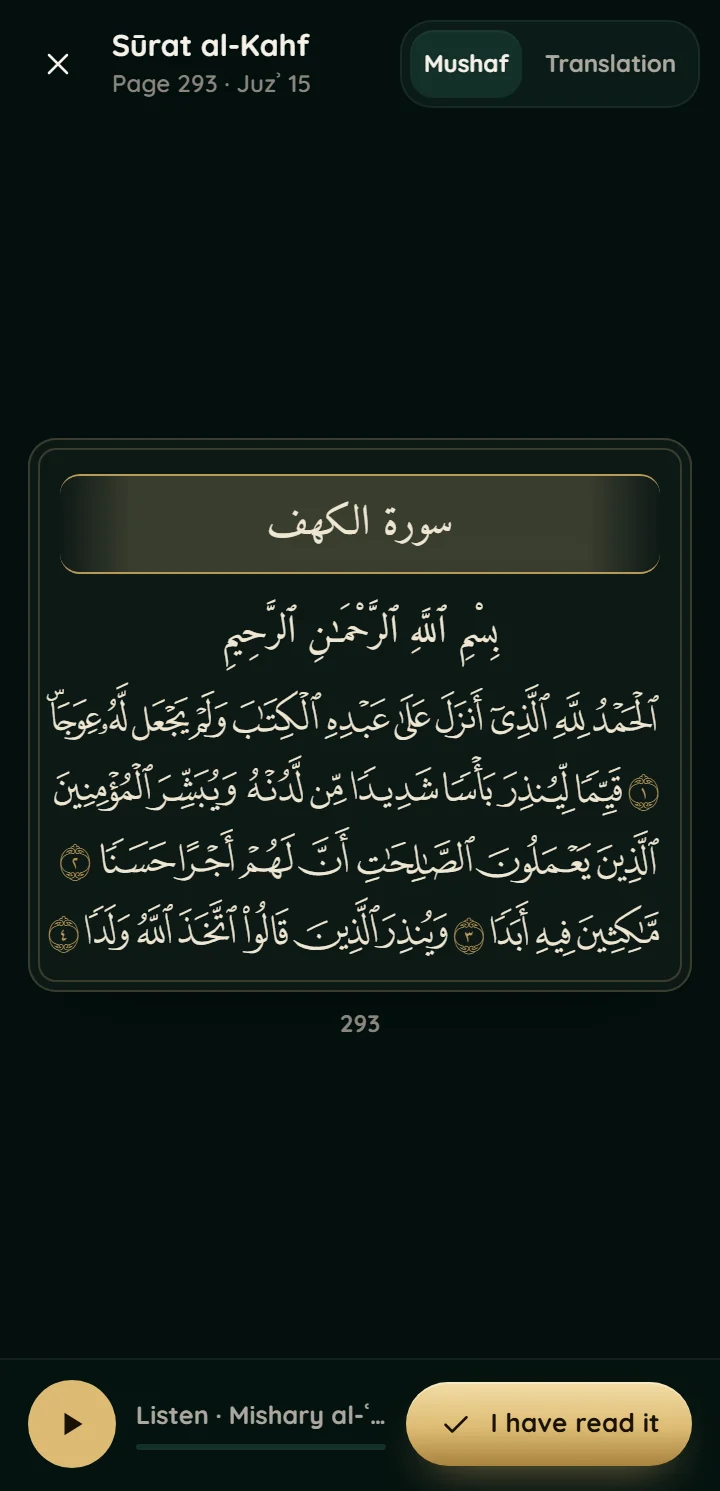 Sūrat al-Kahf
Page 293 · Juzʾ 15
Mushaf
Translation
سورة الكهف
بِسْمِ ٱللَّهِ ٱلرَّحْمَـٰنِ ٱلرَّحِيمِ
ٱلْحَمْدُ لِلَّهِ ٱلَّذِىٓ أَنزَلَ عَلَىٰ عَبْدِهِ ٱلْكِتَـٰبَ وَلَمْ يَجْعَل لَّهُۥ عِوَجَاۜ
١ قَيِّمًا لِّيُنذِرَ بَأْسًا شَدِيدًا مِّن لَّدُنْهُ وَيُبَشِّرَ ٱلْمُؤْمِنِينَ
ٱلَّذِينَ يَعْمَلُونَ ٱلصَّـٰلِحَـٰتِ أَنَّ لَهُمْ أَجْرًا حَسَنًا ٢
مَّـٰكِثِينَ فِيهِ أَبَدًا ٣ وَيُنذِرَ ٱلَّذِينَ قَالُوا۟ ٱتَّخَذَ ٱللَّهُ وَلَدًا ٤
293
Listen · Mishary al-ʿ…
I have read it